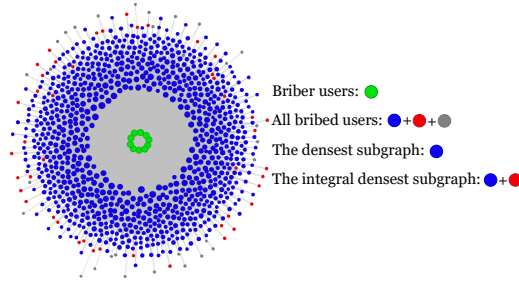 Briber users:
All bribed users: + +
The densest subgraph:
The integral densest subgraph: +